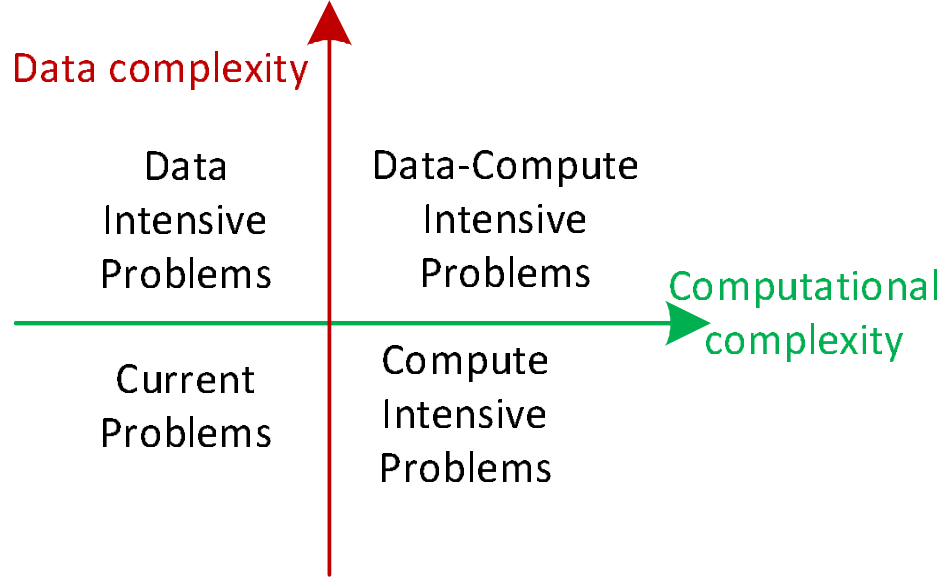 Data complexity
Data
Intensive
Problems
Data-Compute
Intensive
Problems
Computational
complexity
Current
Problems
Compute
Intensive
Problems